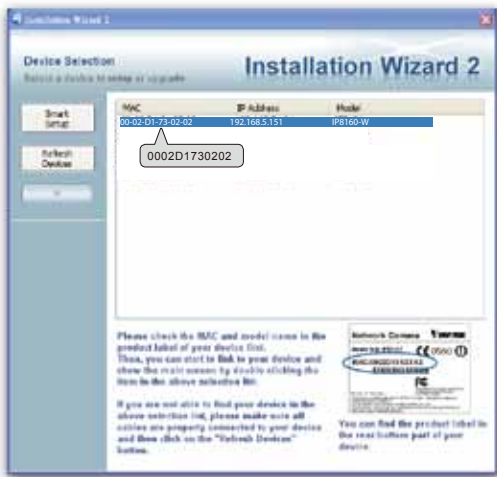 Installation Wizard 2
Device Selection
Select a device to setup or upgrade
Installation Wizard 2
Smart
Setup
Refresh
Devices
MAC IP Address Model
00-02-D1-73-02-02 192.168.5.151 IP8160-W
0002D1730202
Please check the MAC and model name in the
product label of your device first.
Then, you can start to link to your device and
show the main screen by double clicking the
item in the above selection list.
If you are not able to find your device in the
above selection list, please make sure all
cables are properly connected to your device
and then click on the "Refresh Devices"
button.
Network Camera
You can find the product label in
the rear/bottom part of your
device.